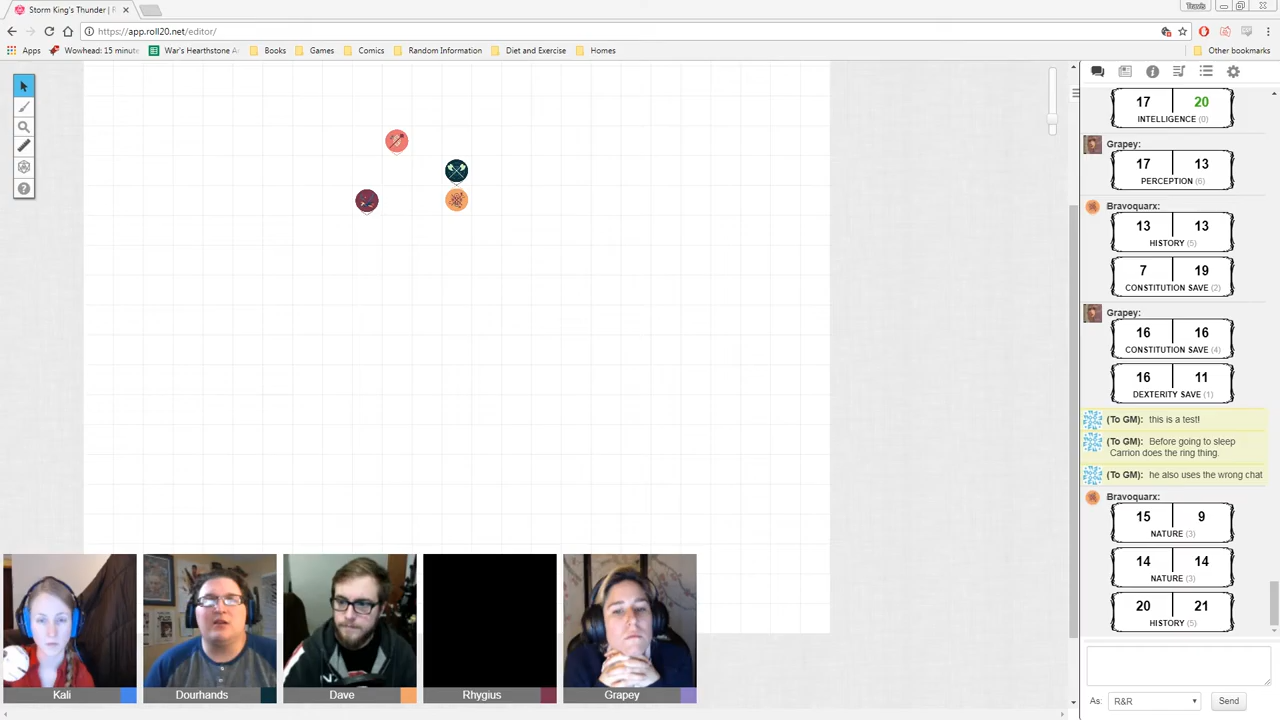 Storm King's Thunder | R
Travis
https://app.roll20.net/editor/
Apps
Wowhead: 15 minute
War's Hearthstone A
Books
Games
Comics
Random Information
Diet and Exercise
Homes
Other bookmarks
17 20
INTELLIGENCE (0)
Grapey:
17 13
PERCEPTION (6)
Bravoquarx:
13 13
HISTORY (5)
7 19
CONSTITUTION SAVE (2)
Grapey:
16 16
CONSTITUTION SAVE (4)
16 11
DEXTERITY SAVE (1)
(To GM): this is a test!
(To GM): Before going to sleep
Carrion does the ring thing.
(To GM): he also uses the wrong chat
Bravoquarx:
15 9
NATURE (3)
14 14
NATURE (3)
20 21
HISTORY (5)
Kali
Dourhands
Dave
Rhygius
Grapey
As: R&R
Send